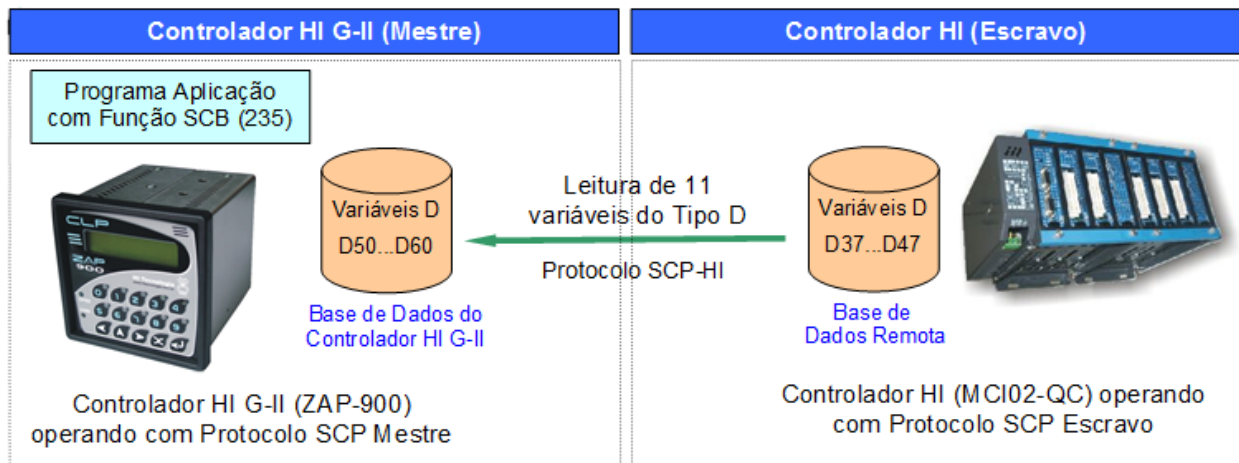 Controlador HI G-II (Mestre)
Controlador HI (Escravo)
Programa Aplicação
com Função SCB (235)
CLP
ZAP
900
Variáveis D
D50...D60
Base de Dados do
Controlador HI G-II
Leitura de 11
variáveis do Tipo D
Protocolo SCP-HI
Variáveis D
D37...D47
Base de
Dados Remota
Controlador HI G-II (ZAP-900)
operando com Protocolo SCP Mestre
Controlador HI (MCI02-QC) operando
com Protocolo SCP Escravo